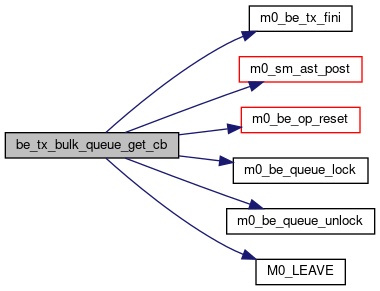 m0_be_tx_fini
m0_sm_ast_post
m0_be_op_reset
be_tx_bulk_queue_get_cb
m0_be_queue_lock
m0_be_queue_unlock
M0_LEAVE